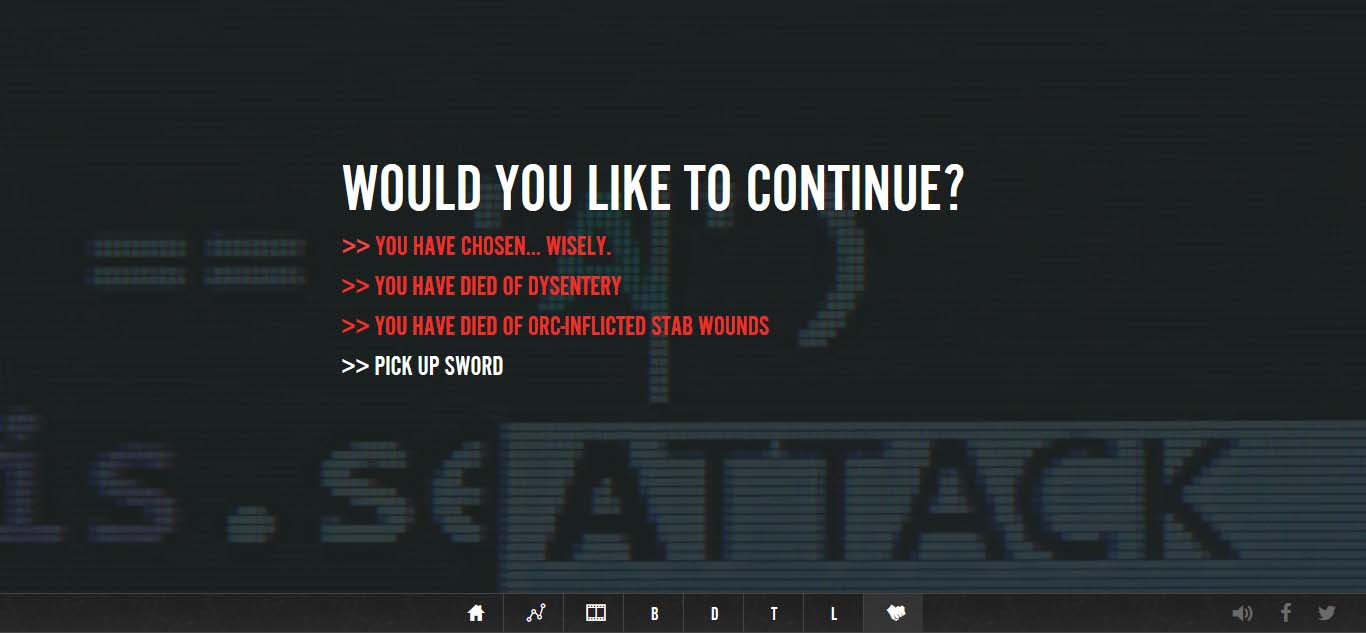 WOULD YOU LIKE TO CONTINUE?
>> YOU HAVE CHOSEN... WISELY.
>> YOU HAVE DIED OF DYSENTERY
>> YOU HAVE DIED OF ORC-INFLICTED STAB WOUNDS
>> PICK UP SWORD
== 'A')
is.se
ATTACK
B D T L